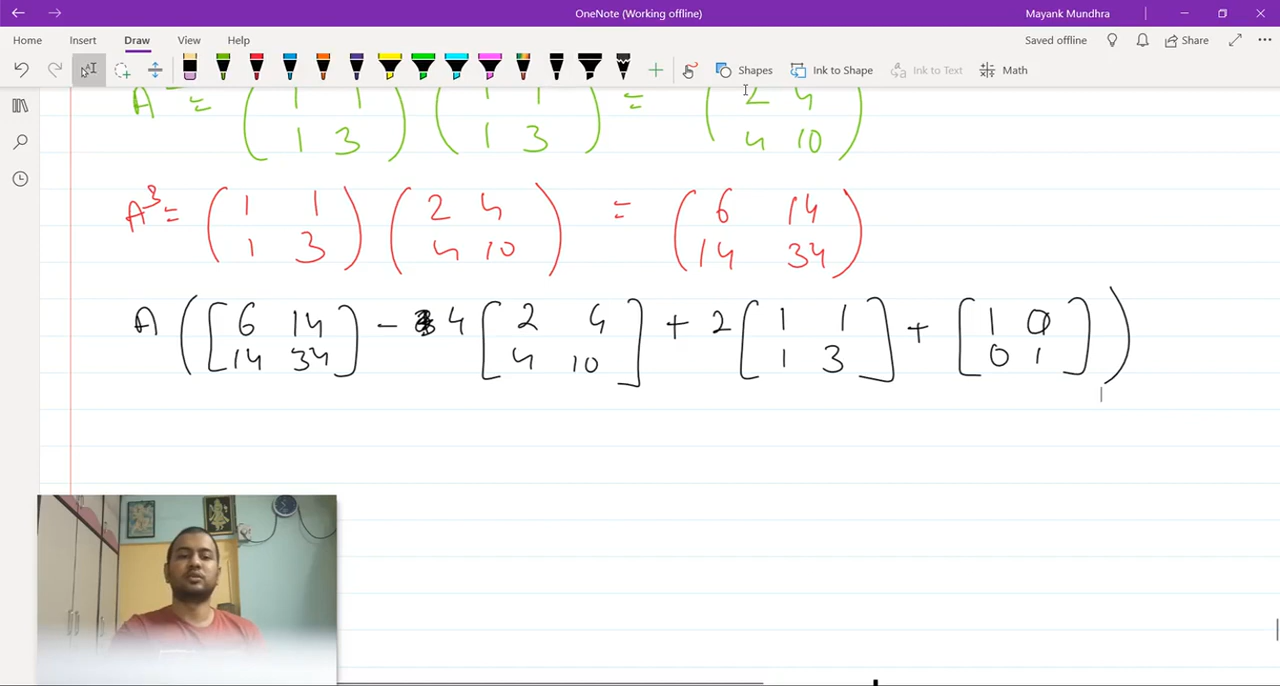 OneNote (Working offline)
Mayank Mundhra
Home Insert Draw View Help
Saved offline
Share
Shapes Ink to Shape Ink to Text Math
A = ( 1 1 ) ( 1 1 ) = ( 2 4 )
1 3 1 3 4 10
A³ = ( 1 1 ) ( 2 4 ) = ( 6 14 )
1 3 4 10 14 34
A ( [ 6 14 ] - 4 [ 2 4 ] + 2 [ 1 1 ] + [ 1 0 ] )
14 34 4 10 1 3 0 1